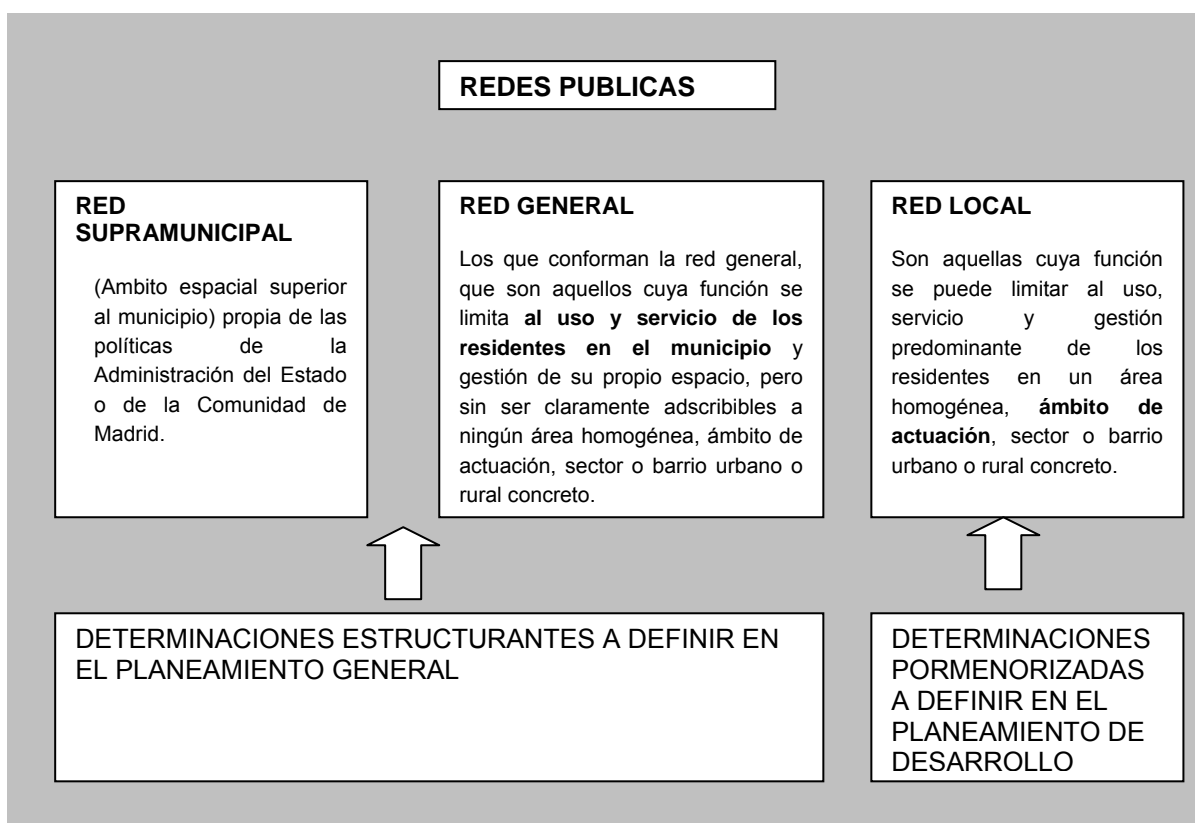 REDES PUBLICAS
RED
SUPRAMUNICIPAL
(Ambito espacial superior
al municipio) propia de las
políticas de la
Administración del Estado
o de la Comunidad de
Madrid.
RED GENERAL
Los que conforman la red general,
que son aquellos cuya función se
limita al uso y servicio de los
residentes en el municipio y
gestión de su propio espacio, pero
sin ser claramente adscribibles a
ningún área homogénea, ámbito de
actuación, sector o barrio urbano o
rural concreto.
RED LOCAL
Son aquellas cuya función
se puede limitar al uso,
servicio y gestión
predominante de los
residentes en un área
homogénea, ámbito de
actuación, sector o barrio
urbano o rural concreto.
DETERMINACIONES ESTRUCTURANTES A DEFINIR EN
EL PLANEAMIENTO GENERAL
DETERMINACIONES
PORMENORIZADAS
A DEFINIR EN EL
PLANEAMIENTO DE
DESARROLLO